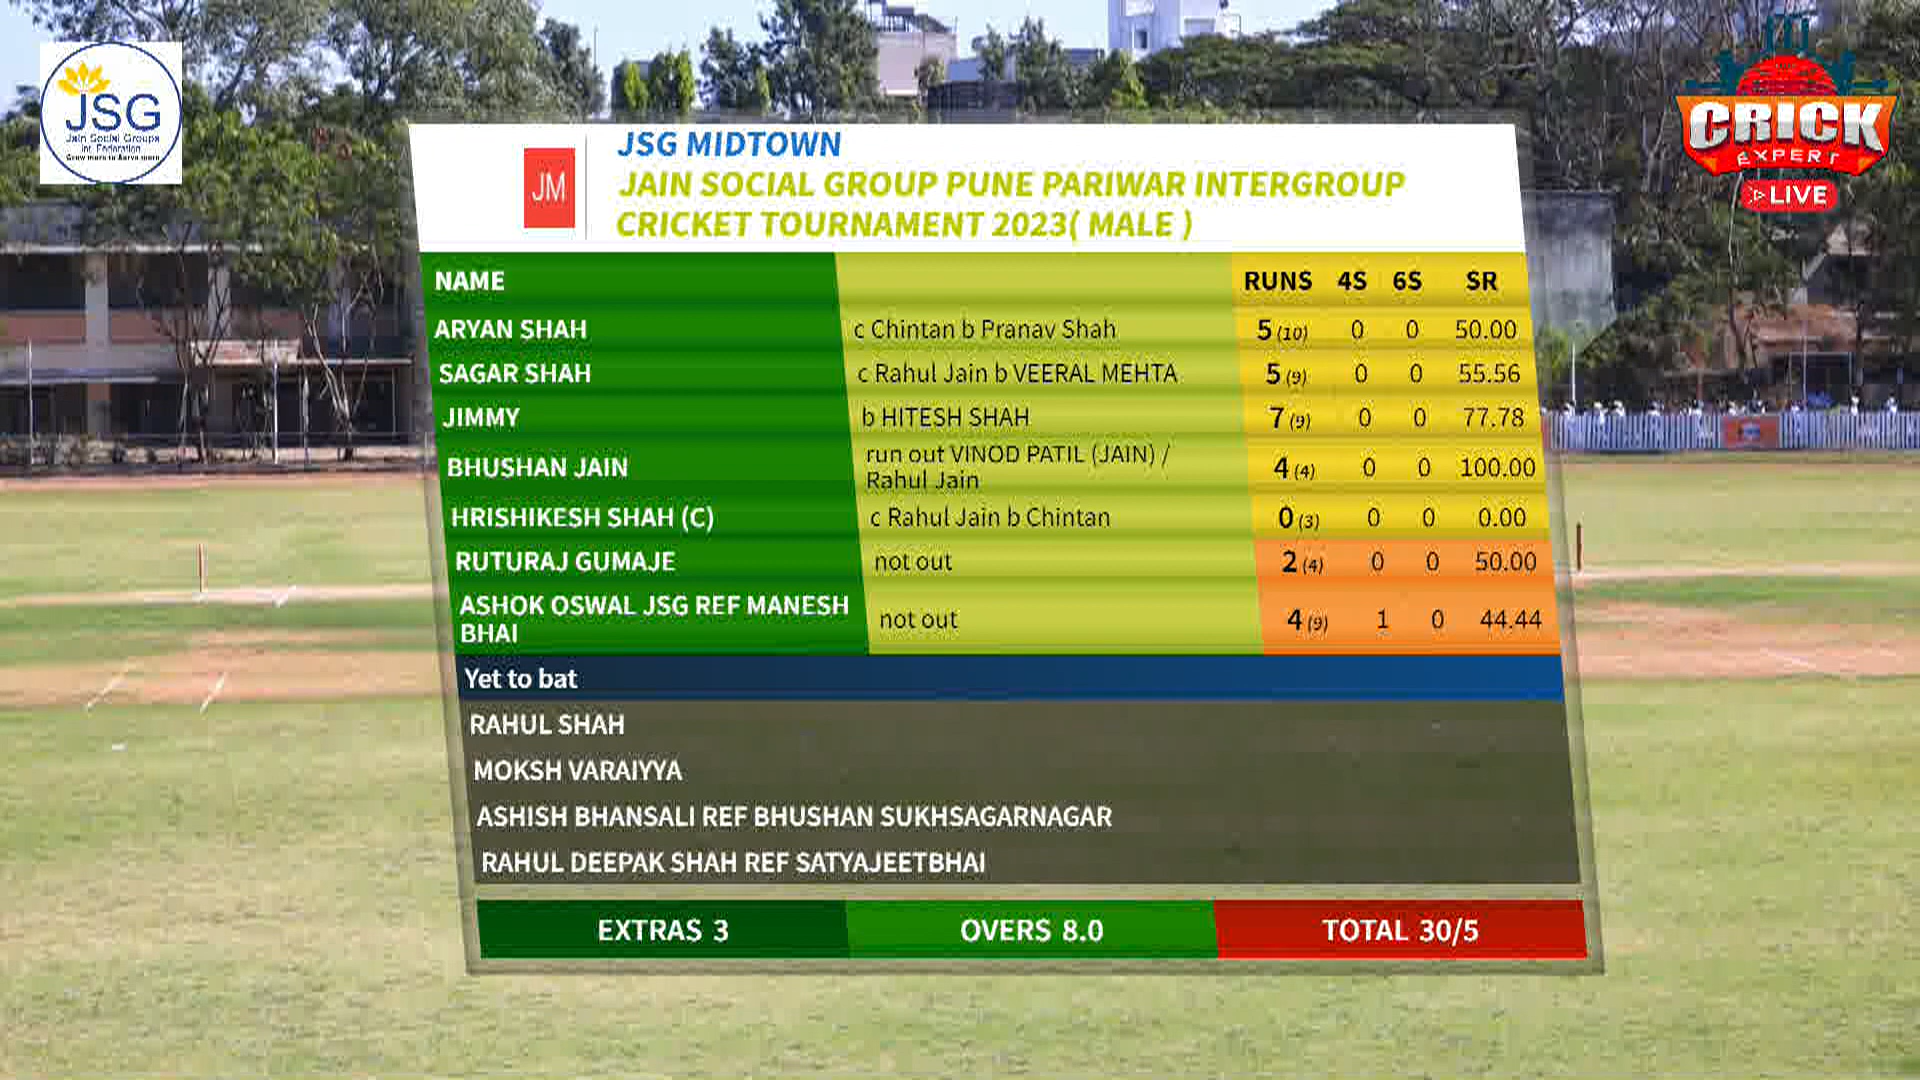 JSG
Jain Social Groups
Int. Federation
CRICK
EXPERT
LIVE
JM
JSG MIDTOWN
JAIN SOCIAL GROUP PUNE PARIWAR INTERGROUP
CRICKET TOURNAMENT 2023( MALE )
NAME RUNS 4S 6S SR
ARYAN SHAH c Chintan b Pranav Shah 5 (10) 0 0 50.00
SAGAR SHAH c Rahul Jain b VEERAL MEHTA 5 (9) 0 0 55.56
JIMMY b HITESH SHAH 7 (9) 0 0 77.78
BHUSHAN JAIN run out VINOD PATIL (JAIN) /
Rahul Jain 4 (4) 0 0 100.00
HRISHIKESH SHAH (C) c Rahul Jain b Chintan 0 (3) 0 0 0.00
RUTURAJ GUMAJE not out 2 (4) 0 0 50.00
ASHOK OSWAL JSG REF MANESH
BHAI not out 4 (9) 1 0 44.44
Yet to bat
RAHUL SHAH
MOKSH VARAIYYA
ASHISH BHANSALI REF BHUSHAN SUKHSAGARNAGAR
RAHUL DEEPAK SHAH REF SATYAJEETBHAI
EXTRAS 3 OVERS 8.0 TOTAL 30/5